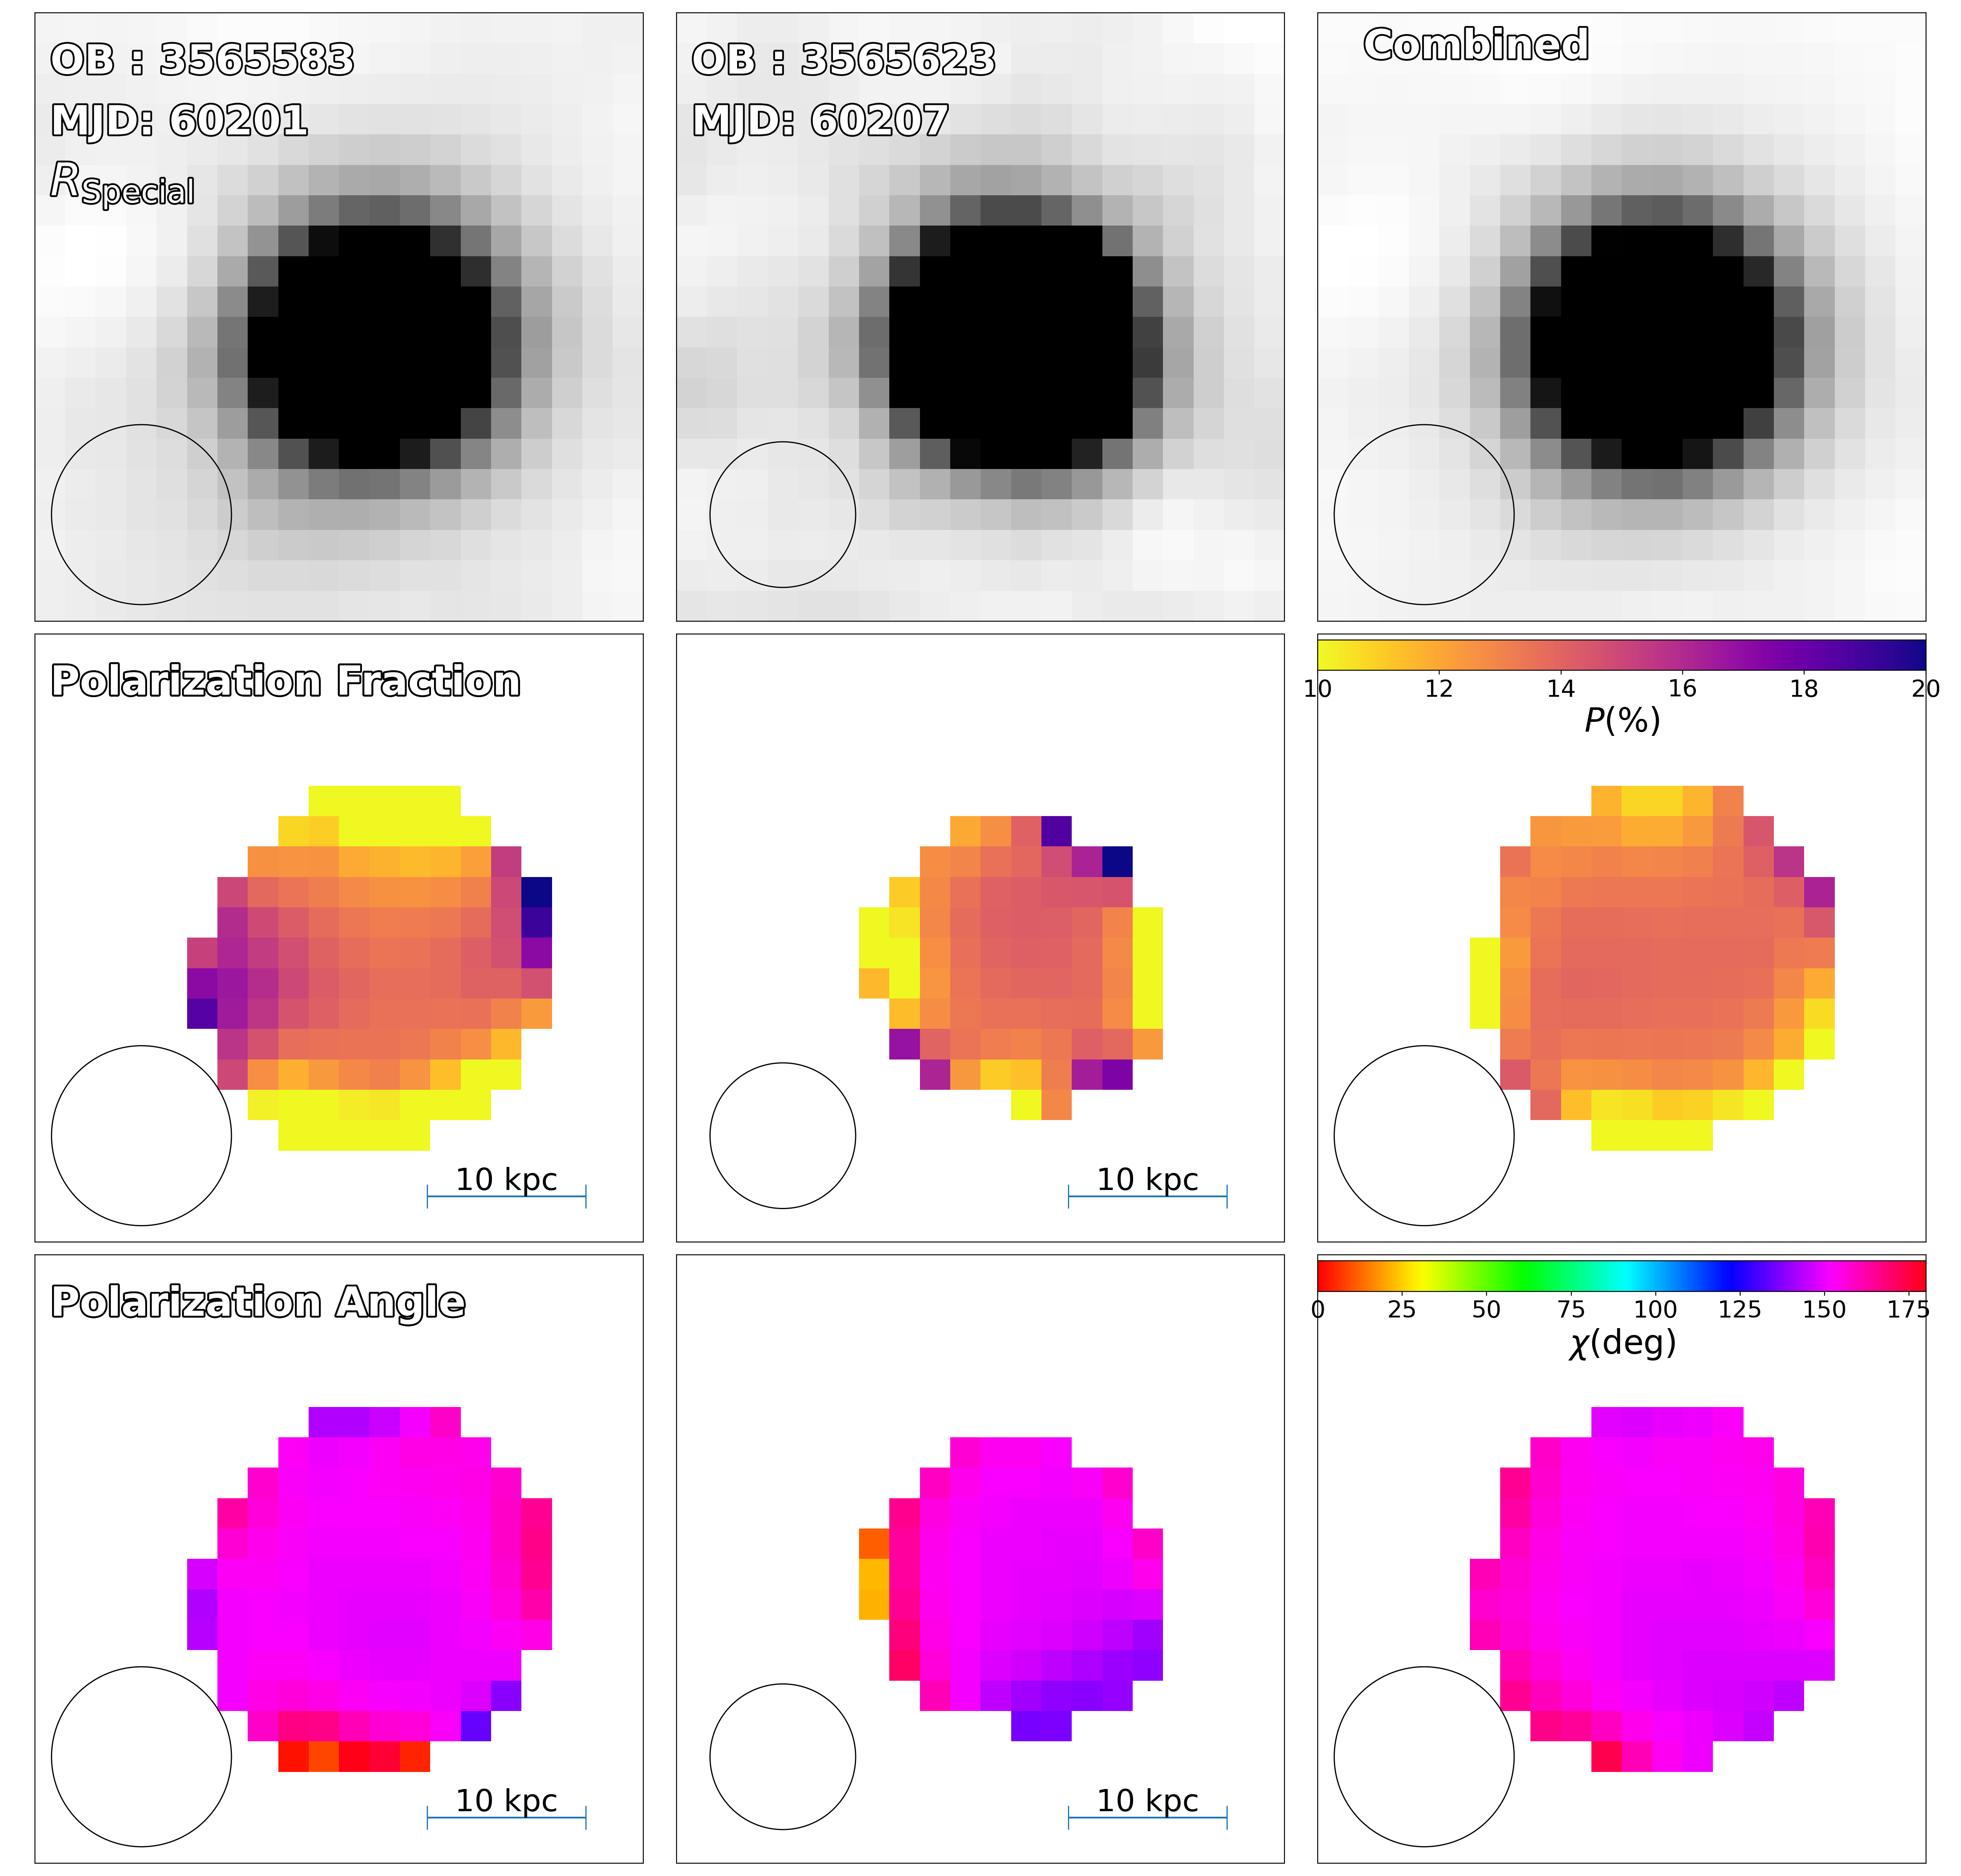 OB : 3565583
MJD: 60201
R_Special
OB : 3565623
MJD: 60207
Combined
Polarization Fraction
10 kpc
10 kpc
10 12 14 16 18 20
P(%)
Polarization Angle
10 kpc
10 kpc
0 25 50 75 100 125 150 175
χ(deg)